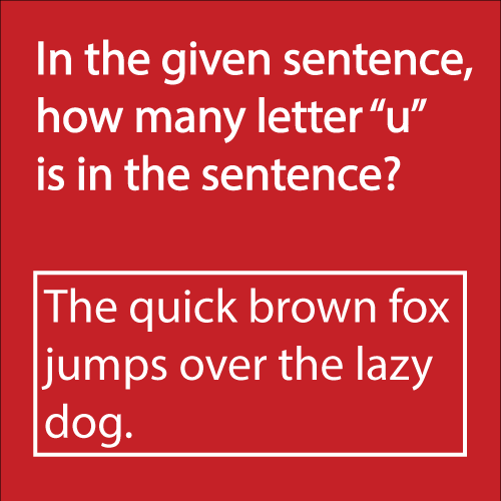 In the given sentence,
how many letter “u”
is in the sentence?
The quick brown fox
jumps over the lazy
dog.